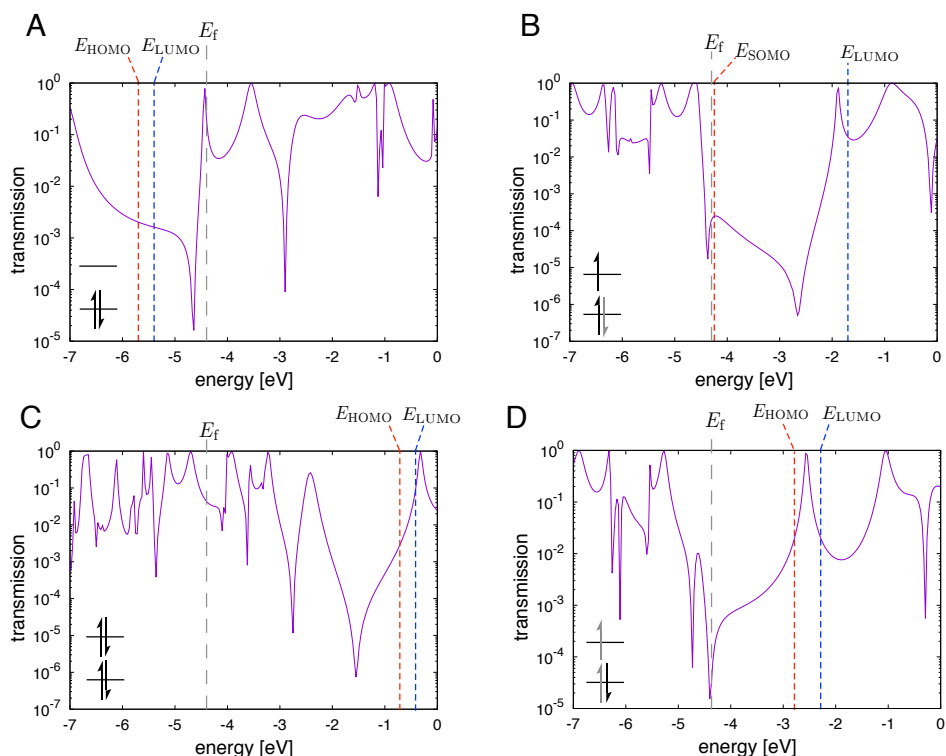 A
E_HOMO E_LUMO E_f
transmission
10^0
10^-1
10^-2
10^-3
10^-4
10^-5
-7 -6 -5 -4 -3 -2 -1 0
energy [eV]
B
E_f E_SOMO E_LUMO
transmission
10^0
10^-1
10^-2
10^-3
10^-4
10^-5
10^-6
10^-7
-7 -6 -5 -4 -3 -2 -1 0
energy [eV]
C
E_f E_HOMO E_LUMO
transmission
10^0
10^-1
10^-2
10^-3
10^-4
10^-5
10^-6
10^-7
-7 -6 -5 -4 -3 -2 -1 0
energy [eV]
D
E_f E_HOMO E_LUMO
transmission
10^0
10^-1
10^-2
10^-3
10^-4
10^-5
-7 -6 -5 -4 -3 -2 -1 0
energy [eV]